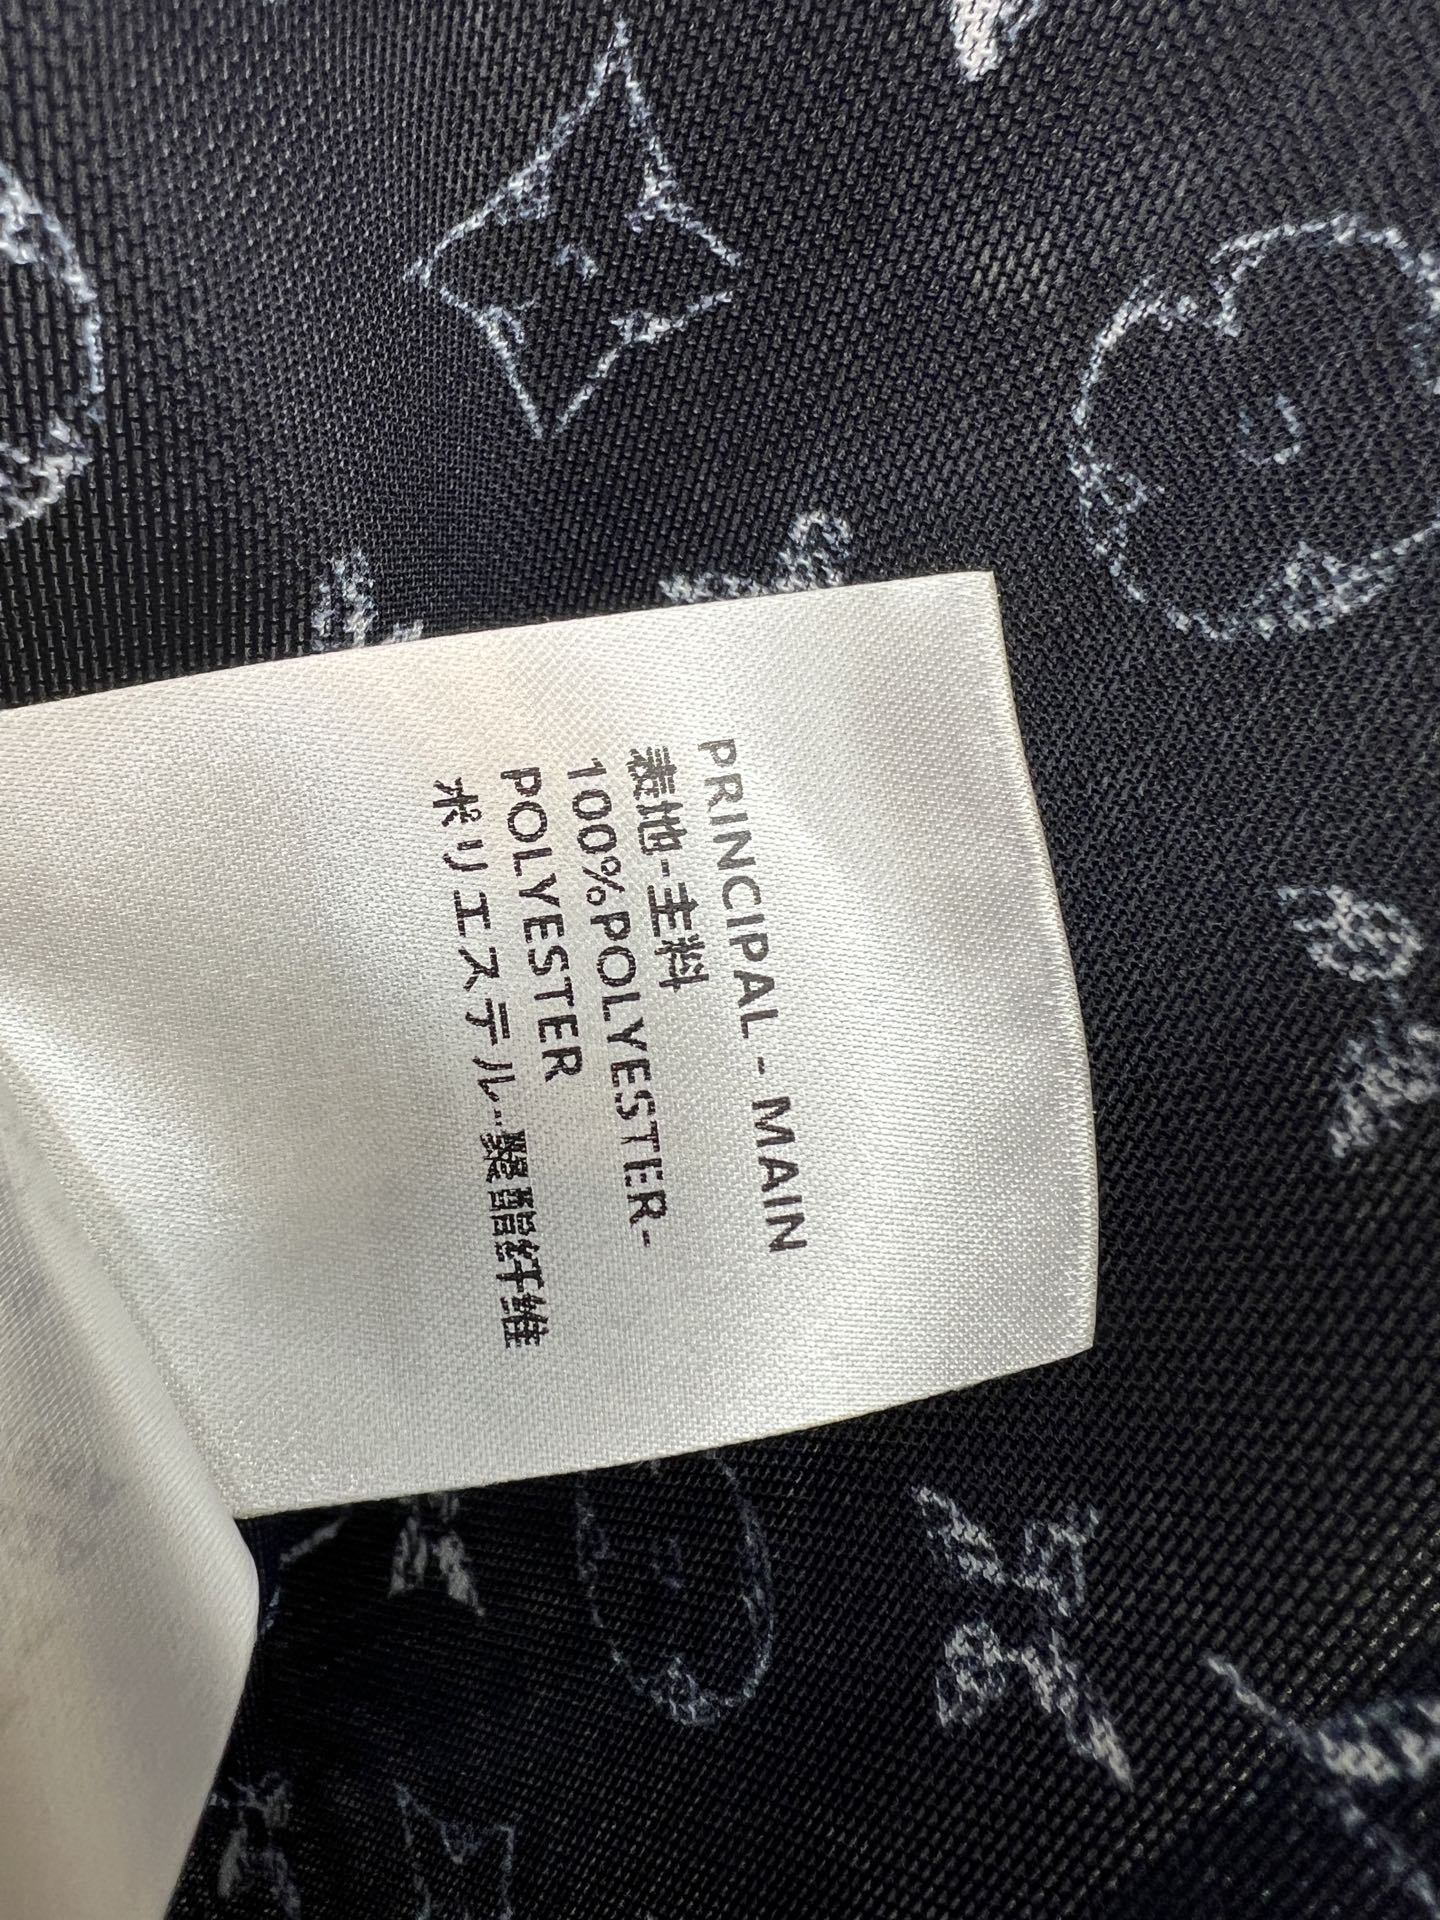 PRINCIPAL - MAIN
表地-主料
100%POLYESTER-
POLYESTER
ポリエステル-聚酯纤维